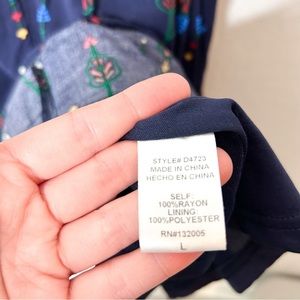 STYLE# D4723
MADE IN CHINA
HECHO EN CHINA
SELF:
100%RAYON
LINING:
100%POLYESTER
RN#132005
L